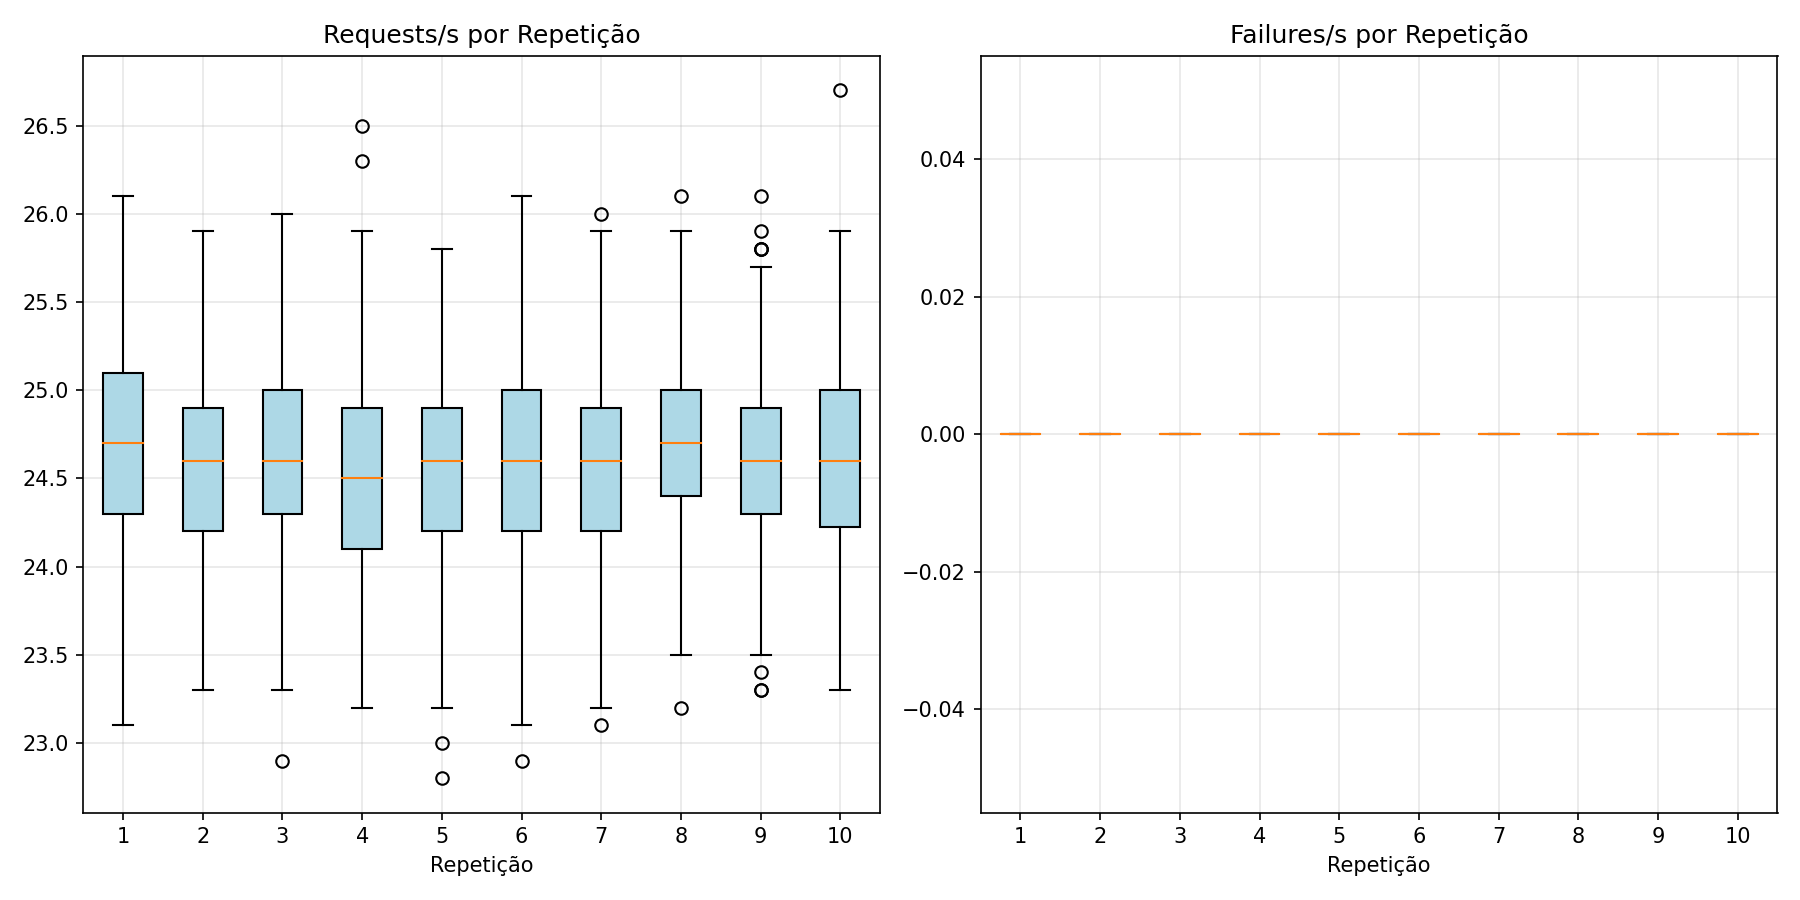 Requests/s por Repetição
26.5
26.0
25.5
25.0
24.5
24.0
23.5
23.0
1 2 3 4 5 6 7 8 9 10
Repetição
Failures/s por Repetição
0.04
0.02
0.00
−0.02
−0.04
1 2 3 4 5 6 7 8 9 10
Repetição